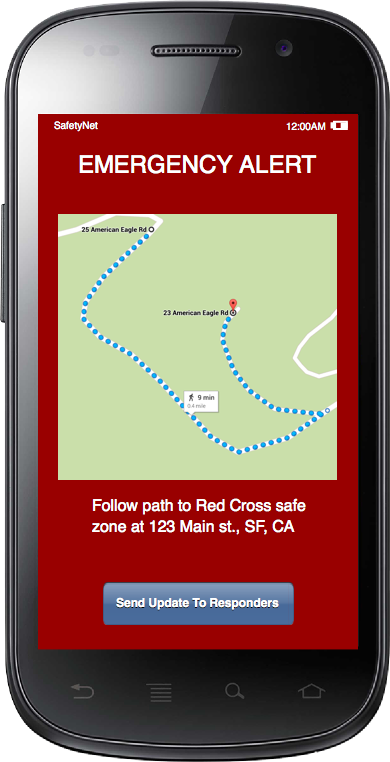 SafetyNet 12:00AM
EMERGENCY ALERT
25 American Eagle Rd
23 American Eagle Rd
9 min
0.4 mile
Follow path to Red Cross safe
zone at 123 Main st., SF, CA
Send Update To Responders